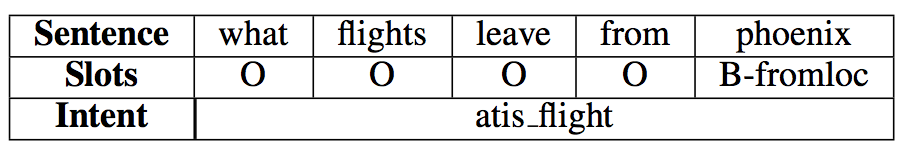 Sentence what flights leave from phoenix
Slots O O O O B-fromloc
Intent atis_flight